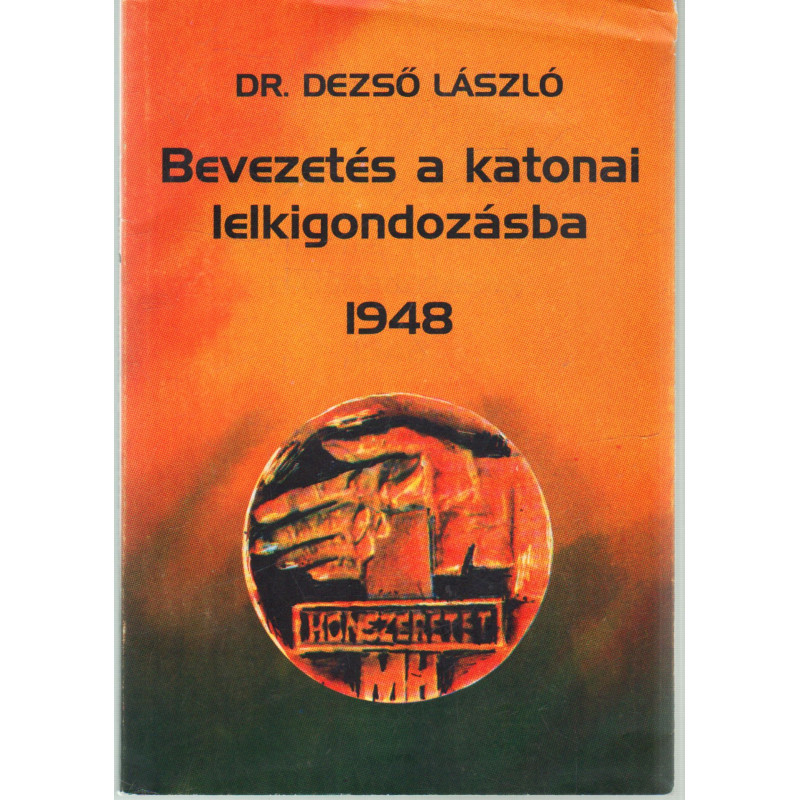 DR. DEZSŐ LÁSZLÓ
Bevezetés a katonai
lelkigondozásba
1948
HONSZERETET
MH